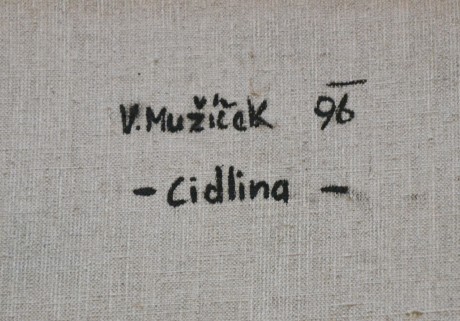 V. Mužíček 96
- Cidlina -